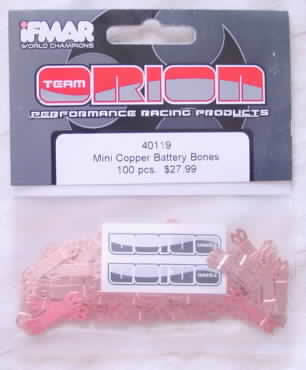 iFMAR
WORLD CHAMPIONS
TEAM
ORION
PERFORMANCE RACING PRODUCTS
40119
Mini Copper Battery Bones
100 pcs. $27.99